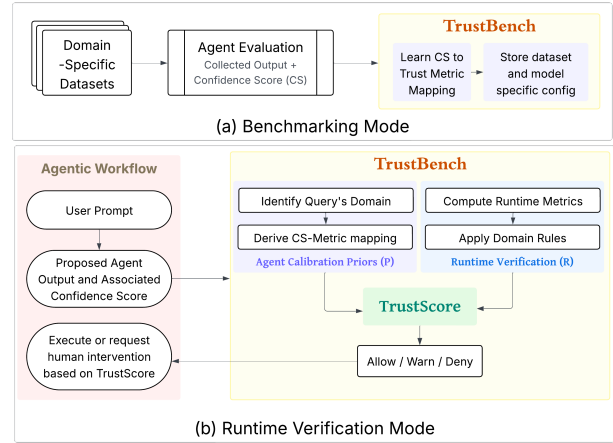 Domain
-Specific
Datasets
Agent Evaluation
Collected Output +
Confidence Score (CS)
TrustBench
Learn CS to
Trust Metric
Mapping
Store dataset
and model
specific config
(a) Benchmarking Mode
Agentic Workflow
User Prompt
Proposed Agent
Output and Associated
Confidence Score
Execute or request
human intervention
based on TrustScore
TrustBench
Identify Query's Domain
Derive CS-Metric mapping
Agent Calibration Priors (P)
Compute Runtime Metrics
Apply Domain Rules
Runtime Verification (R)
TrustScore
Allow / Warn / Deny
(b) Runtime Verification Mode